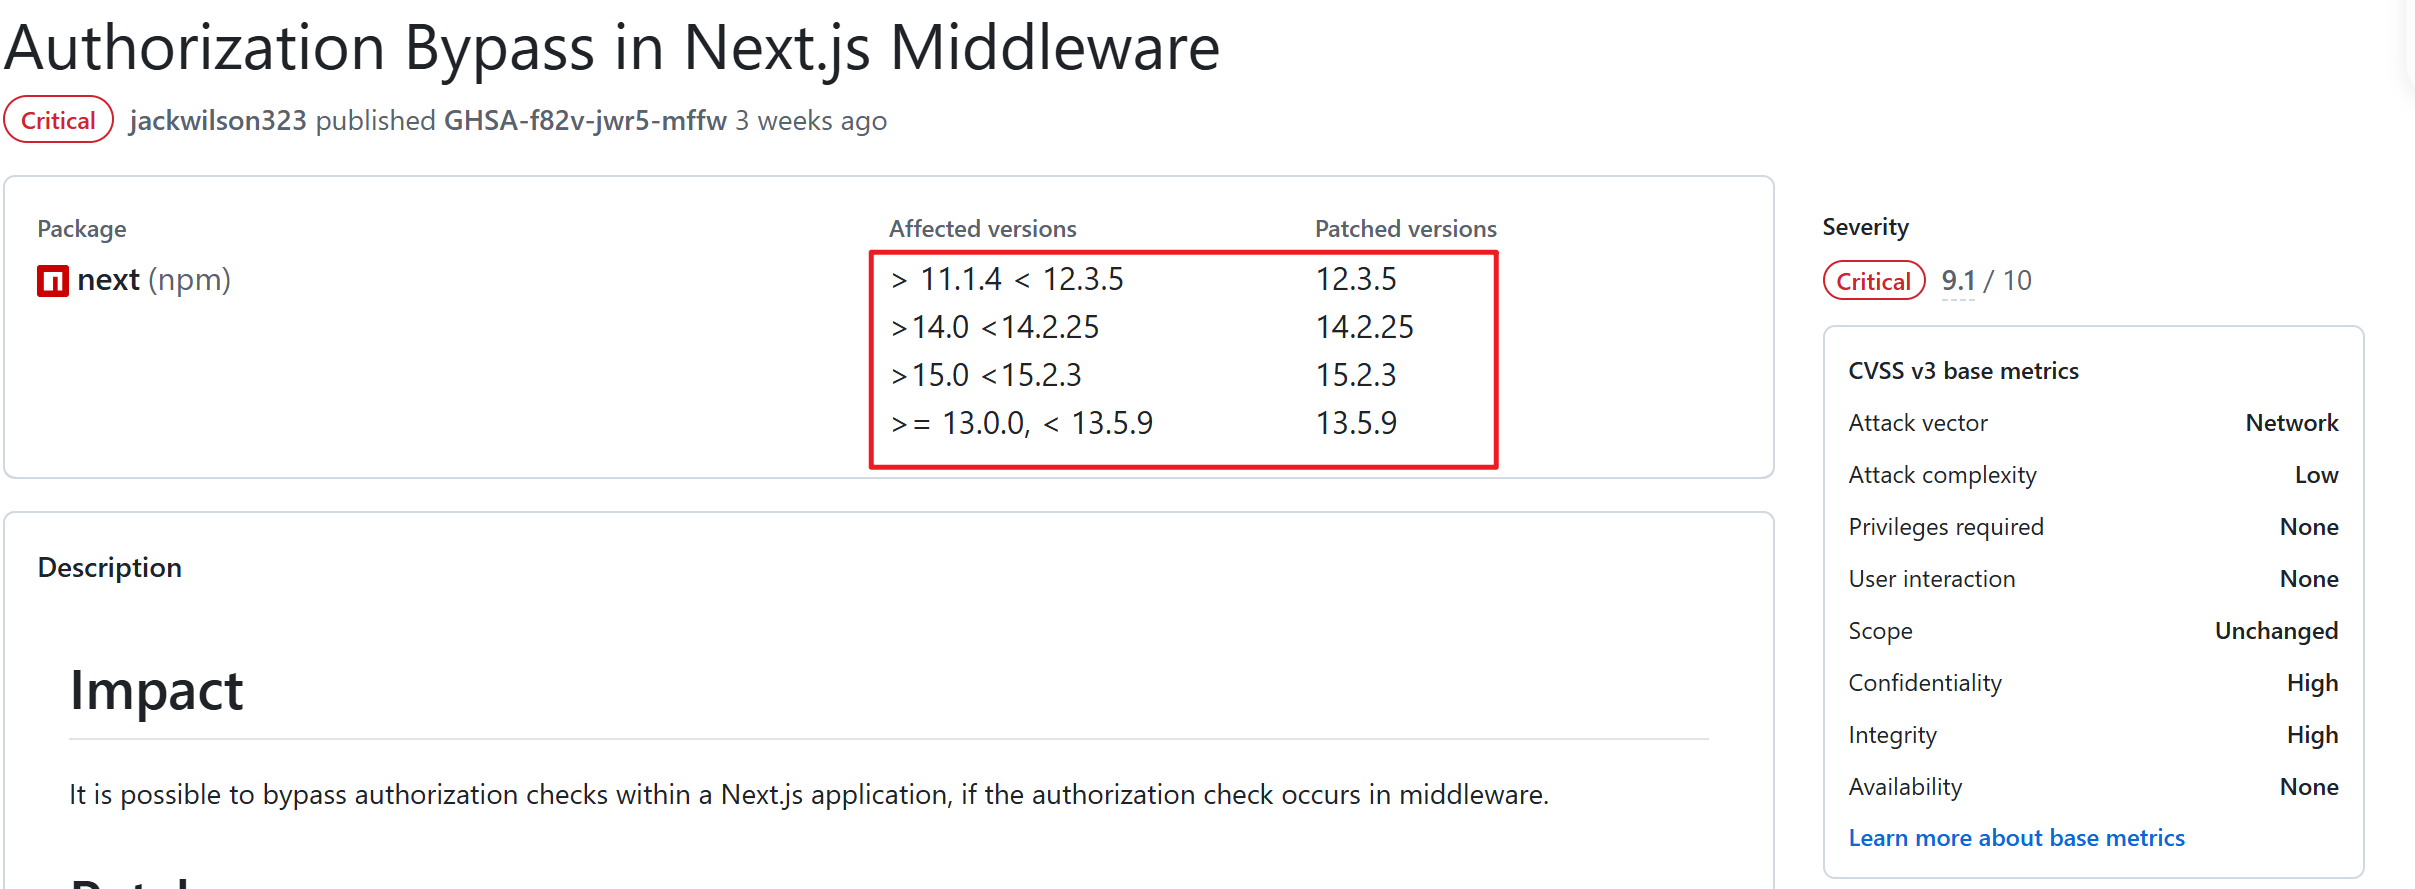 Authorization Bypass in Next.js Middleware
Critical jackwilson323 published GHSA-f82v-jwr5-mffw 3 weeks ago
Package
next (npm)
Affected versions Patched versions
> 11.1.4 < 12.3.5 12.3.5
>14.0 <14.2.25 14.2.25
>15.0 <15.2.3 15.2.3
>= 13.0.0, < 13.5.9 13.5.9
Description
Impact
It is possible to bypass authorization checks within a Next.js application, if the authorization check occurs in middleware.
Severity
Critical 9.1 / 10
CVSS v3 base metrics
Attack vector Network
Attack complexity Low
Privileges required None
User interaction None
Scope Unchanged
Confidentiality High
Integrity High
Availability None
Learn more about base metrics